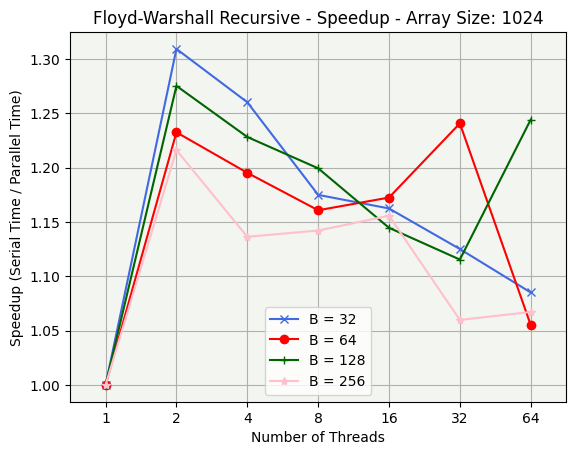 Floyd-Warshall Recursive - Speedup - Array Size: 1024
Speedup (Serial Time / Parallel Time)
1.30
1.25
1.20
1.15
1.10
1.05
1.00
B = 32
B = 64
B = 128
B = 256
1 2 4 8 16 32 64
Number of Threads